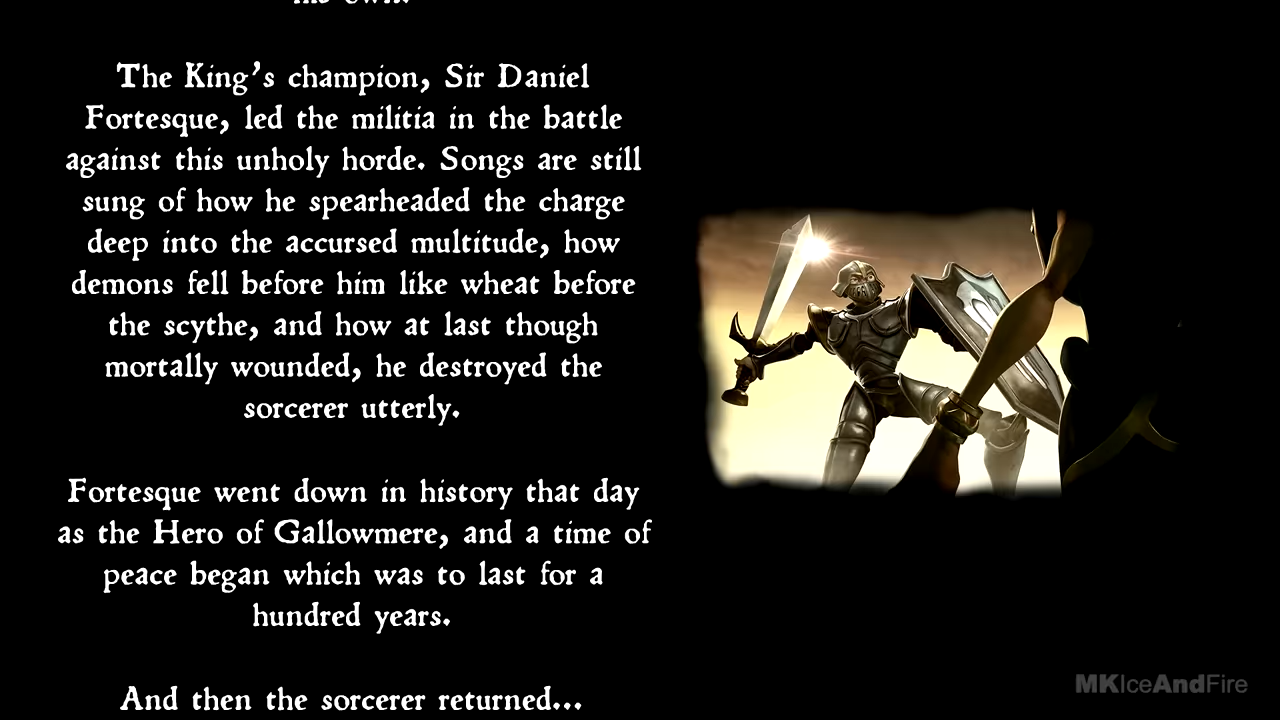 his own.
The King's champion, Sir Daniel
Fortesque, led the militia in the battle
against this unholy horde. Songs are still
sung of how he spearheaded the charge
deep into the accursed multitude, how
demons fell before him like wheat before
the scythe, and how at last though
mortally wounded, he destroyed the
sorcerer utterly.
Fortesque went down in history that day
as the Hero of Gallowmere, and a time of
peace began which was to last for a
hundred years.
And then the sorcerer returned...
MKIceAndFire